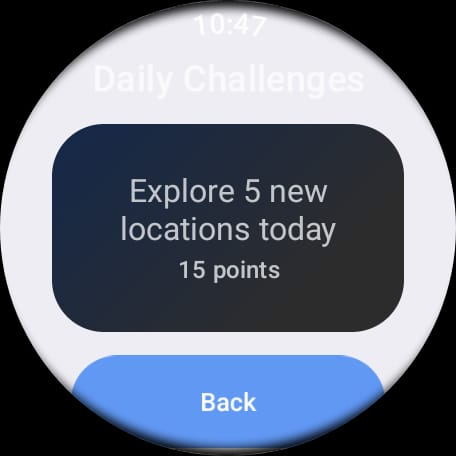 10:47
Daily Challenges
Explore 5 new
locations today
15 points
Back